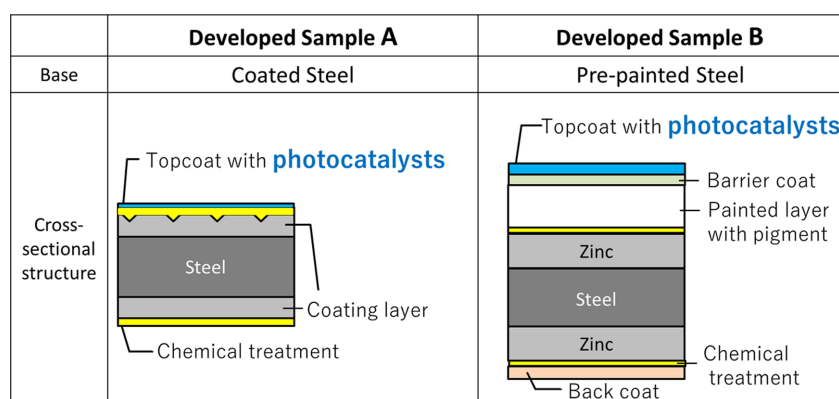 Developed Sample A
Developed Sample B
Base
Coated Steel
Pre-painted Steel
Cross-
sectional
structure
Topcoat with photocatalysts
Steel
Coating layer
Chemical treatment
Topcoat with photocatalysts
Barrier coat
Painted layer
with pigment
Zinc
Steel
Zinc
Chemical
treatment
Back coat